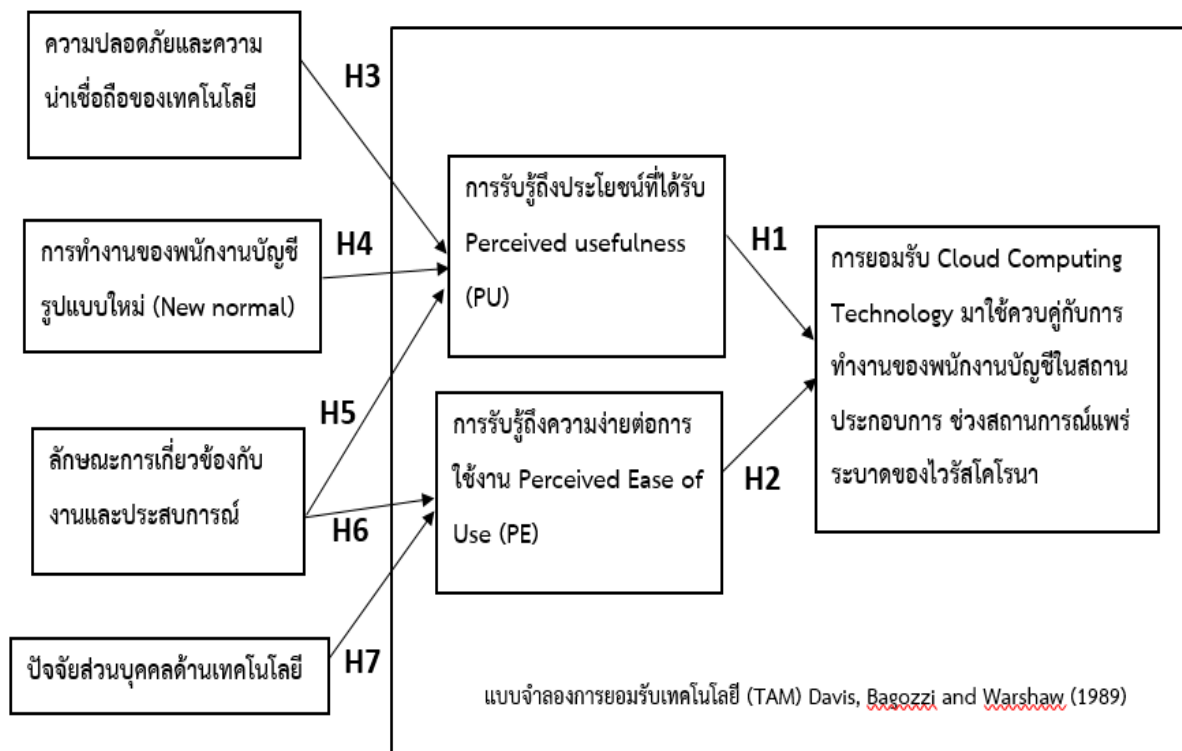 ความปลอดภัยและความ
น่าเชื่อถือของเทคโนโลยี
H3
การทำงานของพนักงานบัญชี
รูปแบบใหม่ (New normal)
H4
ลักษณะการเกี่ยวข้องกับ
งานและประสบการณ์
H5
H6
ปัจจัยส่วนบุคคลด้านเทคโนโลยี
H7
การรับรู้ถึงประโยชน์ที่ได้รับ
Perceived usefulness
(PU)
H1
การรับรู้ถึงความง่ายต่อการ
ใช้งาน Perceived Ease of
Use (PE)
H2
การยอมรับ Cloud Computing
Technology มาใช้ควบคู่กับการ
ทำงานของพนักงานบัญชีในสถาน
ประกอบการ ช่วงสถานการณ์แพร่
ระบาดของไวรัสโคโรนา
แบบจำลองการยอมรับเทคโนโลยี (TAM) Davis, Bagozzi and Warshaw (1989)